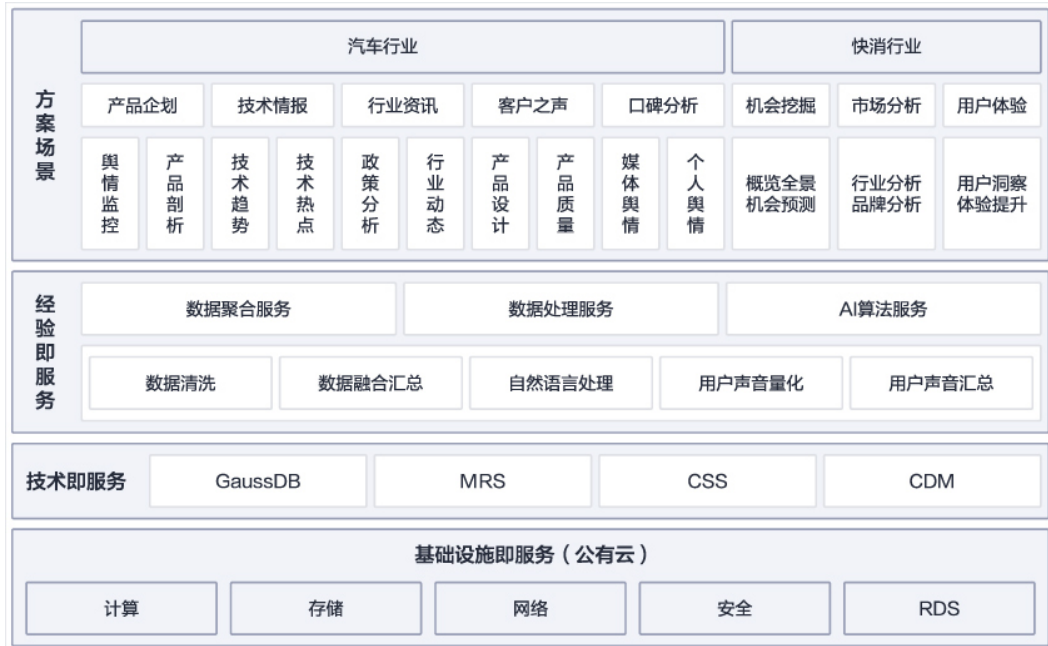 方案场景
汽车行业
快消行业
产品企划
技术情报
行业资讯
客户之声
口碑分析
机会挖掘
市场分析
用户体验
舆情监控
产品剖析
技术趋势
技术热点
政策分析
行业动态
产品设计
产品质量
媒体舆情
个人舆情
概览全景
机会预测
行业分析
品牌分析
用户洞察
体验提升
经验即服务
数据聚合服务
数据处理服务
AI算法服务
数据清洗
数据融合汇总
自然语言处理
用户声音量化
用户声音汇总
技术即服务
GaussDB
MRS
CSS
CDM
基础设施即服务（公有云）
计算
存储
网络
安全
RDS